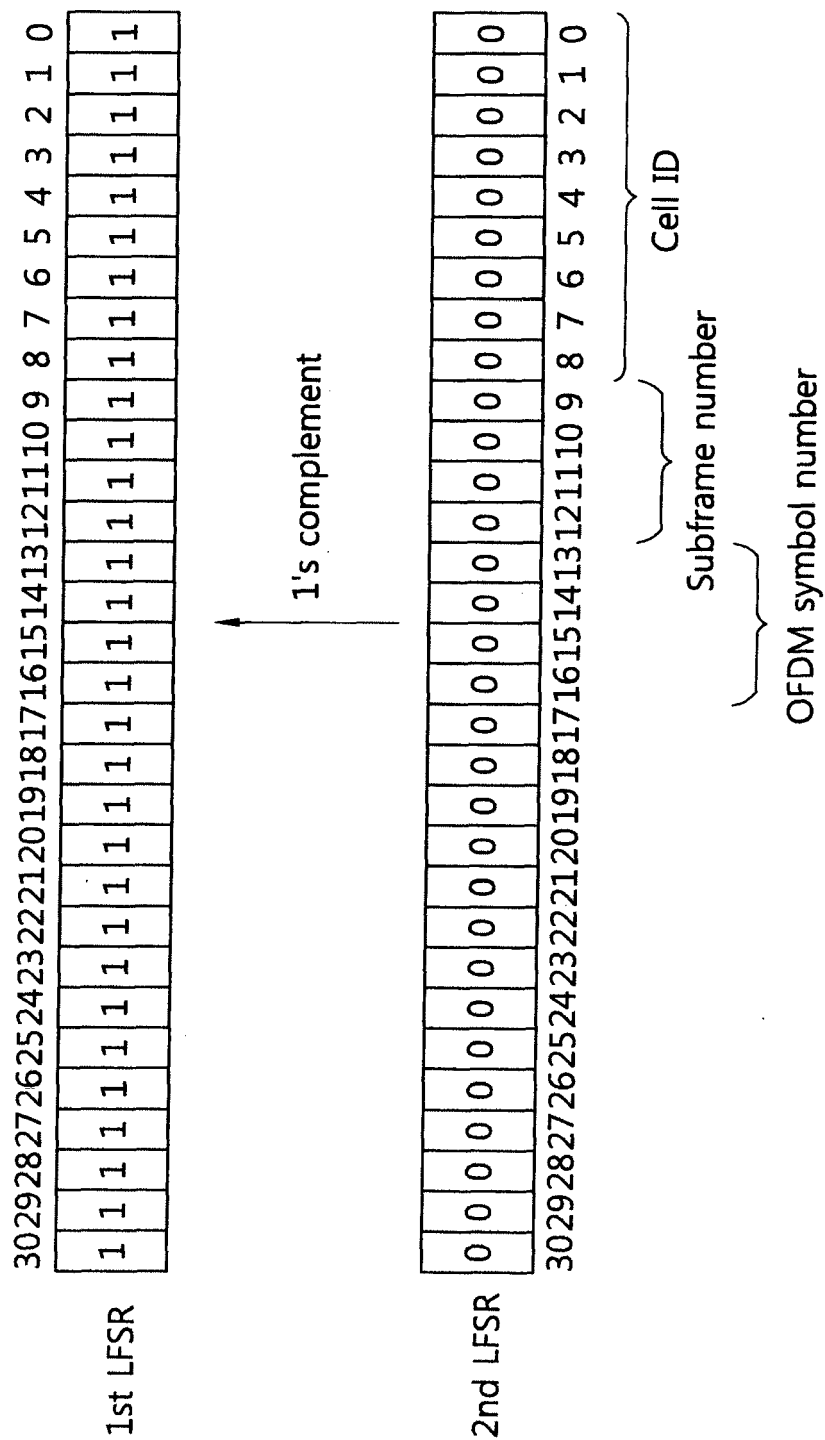 30 29 28 27 26 25 24 23 22 21 20 19 18 17 16 15 14 13 12 11 10 9 8 7 6 5 4 3 2 1 0
1st LFSR 1 1 1 1 1 1 1 1 1 1 1 1 1 1 1 1 1 1 1 1 1 1 1 1 1 1 1 1 1 1 1
1's complement
2nd LFSR 0 0 0 0 0 0 0 0 0 0 0 0 0 0 0 0 0 0 0 0 0 0 0 0 0 0 0 0 0 0 0
30 29 28 27 26 25 24 23 22 21 20 19 18 17 16 15 14 13 12 11 10 9 8 7 6 5 4 3 2 1 0
Cell ID
Subframe number
OFDM symbol number